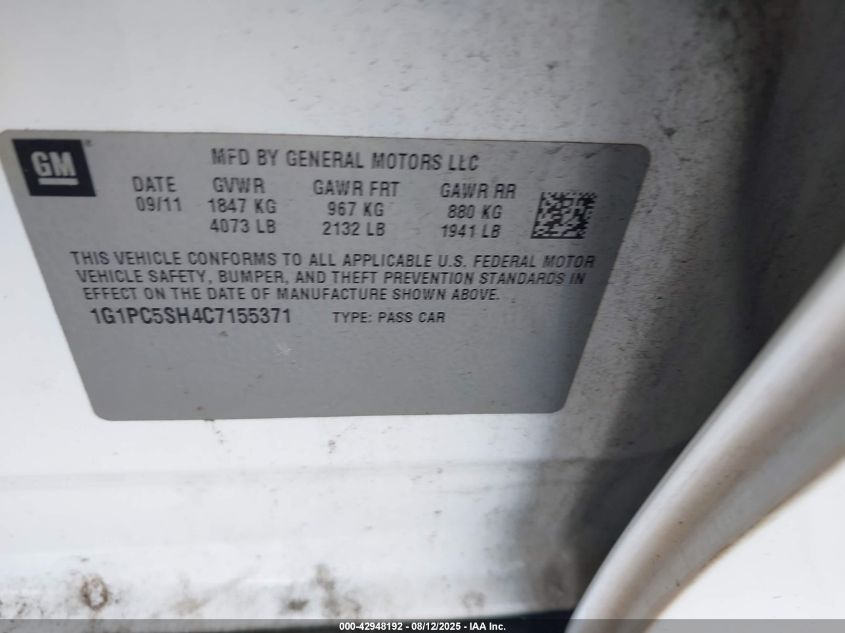 GM
MFD BY GENERAL MOTORS LLC
DATE GVWR GAWR FRT GAWR RR
09/11 1847 KG 967 KG 880 KG
4073 LB 2132 LB 1941 LB
THIS VEHICLE CONFORMS TO ALL APPLICABLE U.S. FEDERAL MOTOR
VEHICLE SAFETY, BUMPER, AND THEFT PREVENTION STANDARDS IN
EFFECT ON THE DATE OF MANUFACTURE SHOWN ABOVE.
1G1PC5SH4C7155371 TYPE: PASS CAR
000-42948192 - 08/12/2025 - IAA Inc.